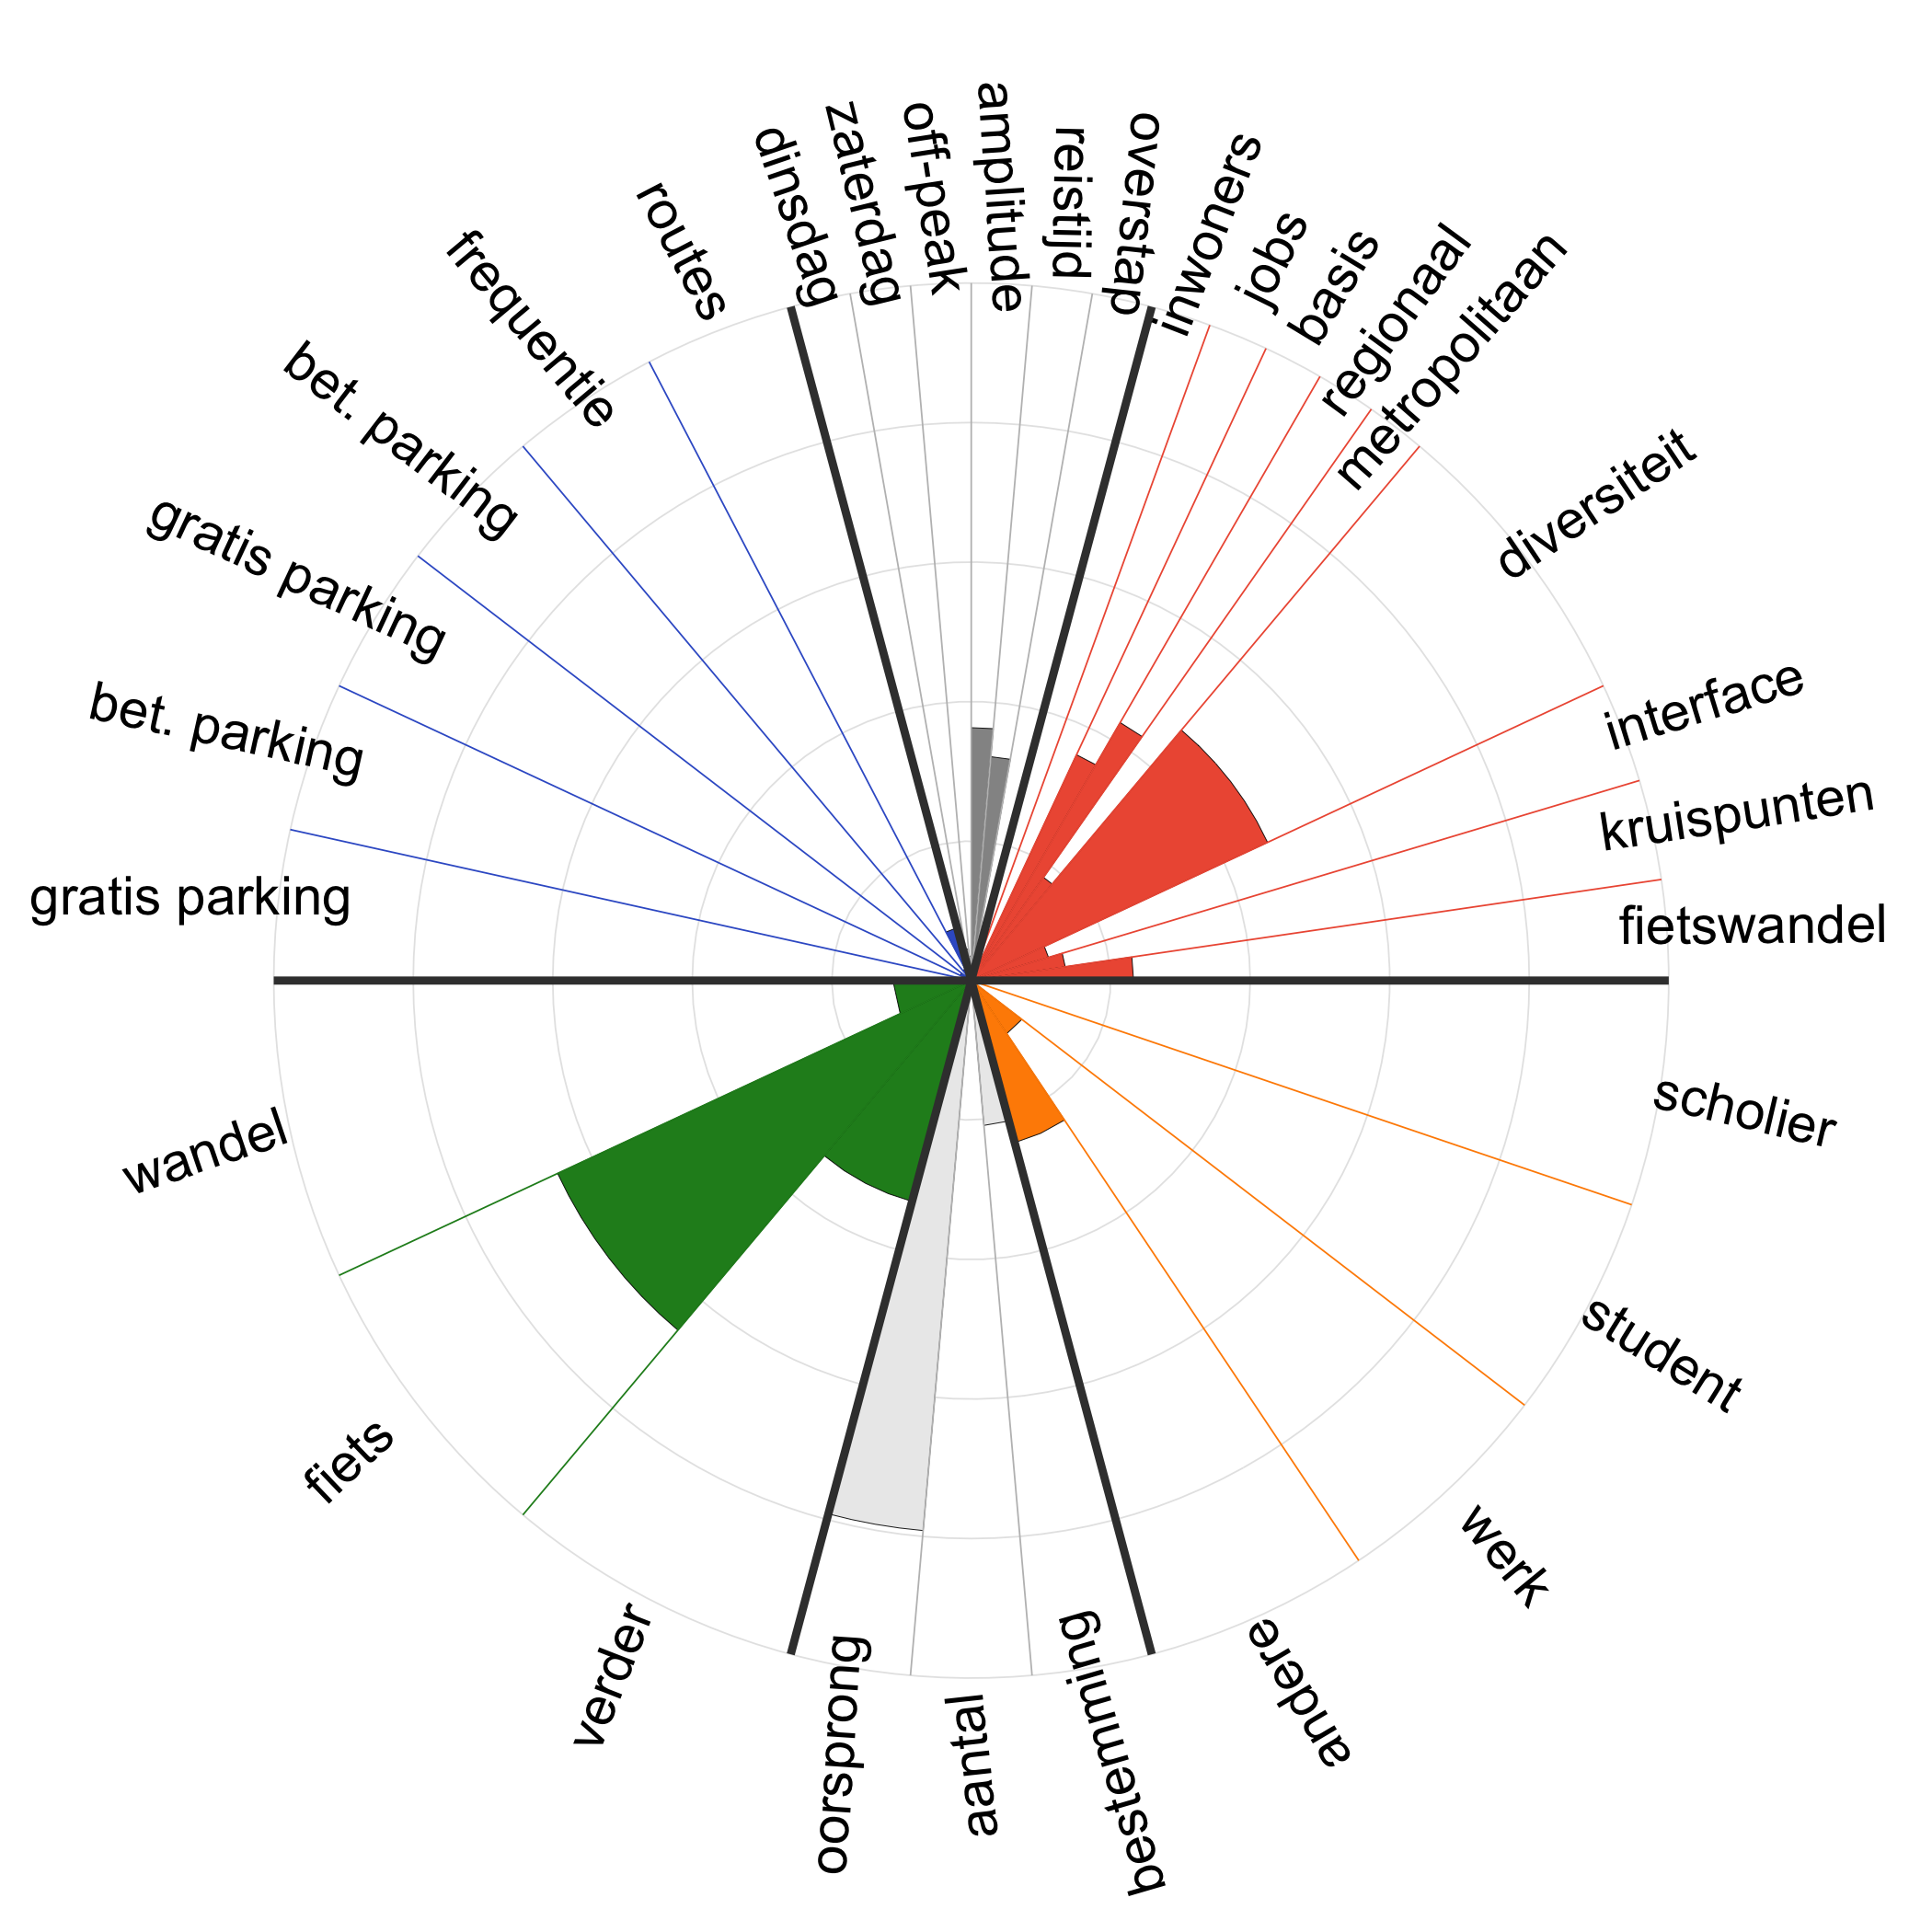 dinsdag
zaterdag
off-peak
amplitude
reistijd
overstap
inwoners
jobs
basis
regionaal
metropolitaan
diversiteit
interface
kruispunten
fietswandel
scholier
student
werk
andere
bestemming
aantal
oorsprong
verder
fiets
wandel
gratis parking
bet. parking
gratis parking
bet. parking
frequentie
routes